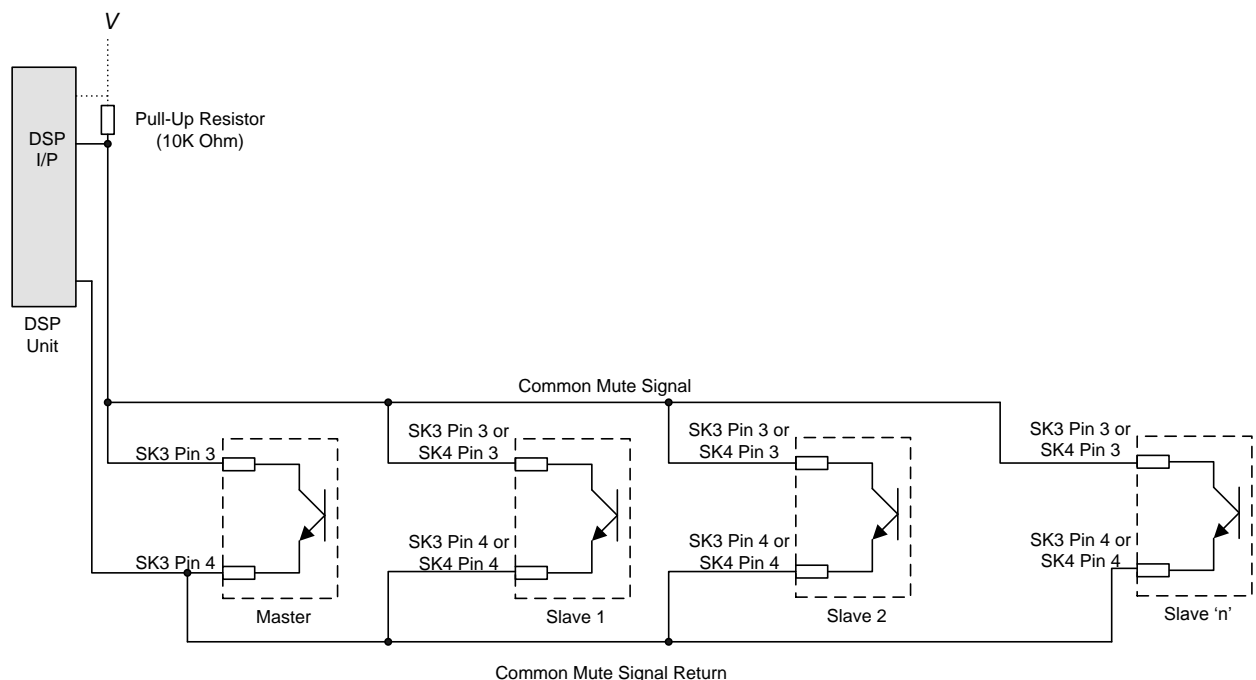 V
Pull-Up Resistor
(10K Ohm)
DSP
I/P
DSP
Unit
Common Mute Signal
SK3 Pin 3
SK3 Pin 3 or
SK4 Pin 3
SK3 Pin 3 or
SK4 Pin 3
SK3 Pin 3 or
SK4 Pin 3
SK3 Pin 4
SK3 Pin 4 or
SK4 Pin 4
SK3 Pin 4 or
SK4 Pin 4
SK3 Pin 4 or
SK4 Pin 4
Master
Slave 1
Slave 2
Slave ‘n’
Common Mute Signal Return